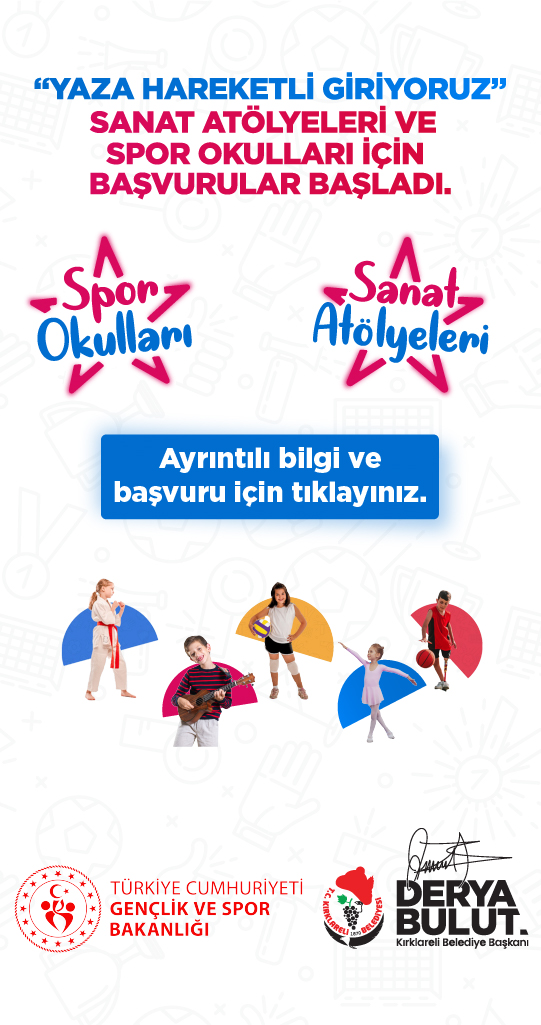 “YAZA HAREKETLİ GİRİYORUZ”
SANAT ATÖLYELERİ VE
SPOR OKULLARI İÇİN
BAŞVURULAR BAŞLADI.
Spor
Okulları
Sanat
Atölyeleri
Ayrıntılı bilgi ve
başvuru için tıklayınız.
TÜRKİYE CUMHURİYETİ
GENÇLİK VE SPOR
BAKANLIĞI
T.C. KIRKLARELİ BELEDİYESİ
1870
DERYA
BULUT.
Kırklareli Belediye Başkanı